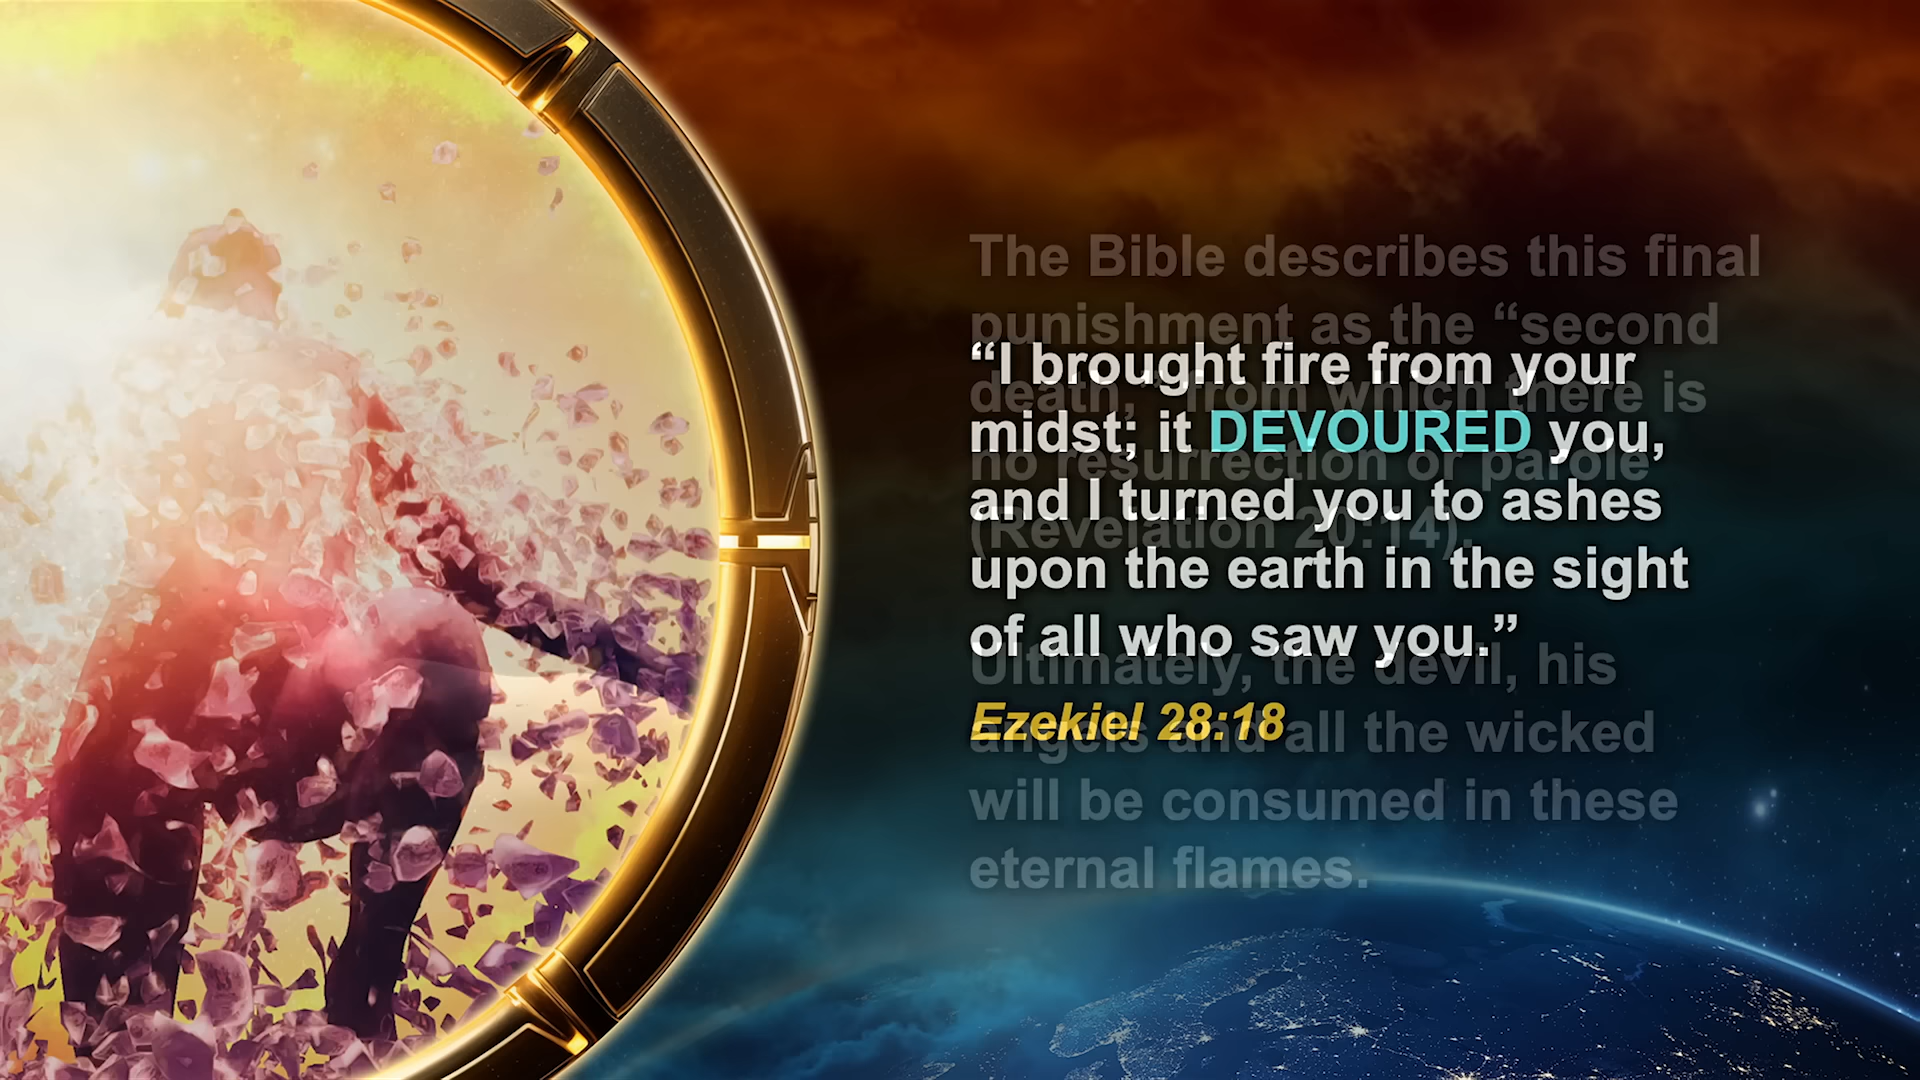 The Bible describes this final
punishment as the “second
death,” from which there is
no resurrection or parole
(Revelation 20:14).
Ultimately, the devil, his
angels and all the wicked
will be consumed in these
eternal flames.
“I brought fire from your
midst; it DEVOURED you,
and I turned you to ashes
upon the earth in the sight
of all who saw you.”
Ezekiel 28:18